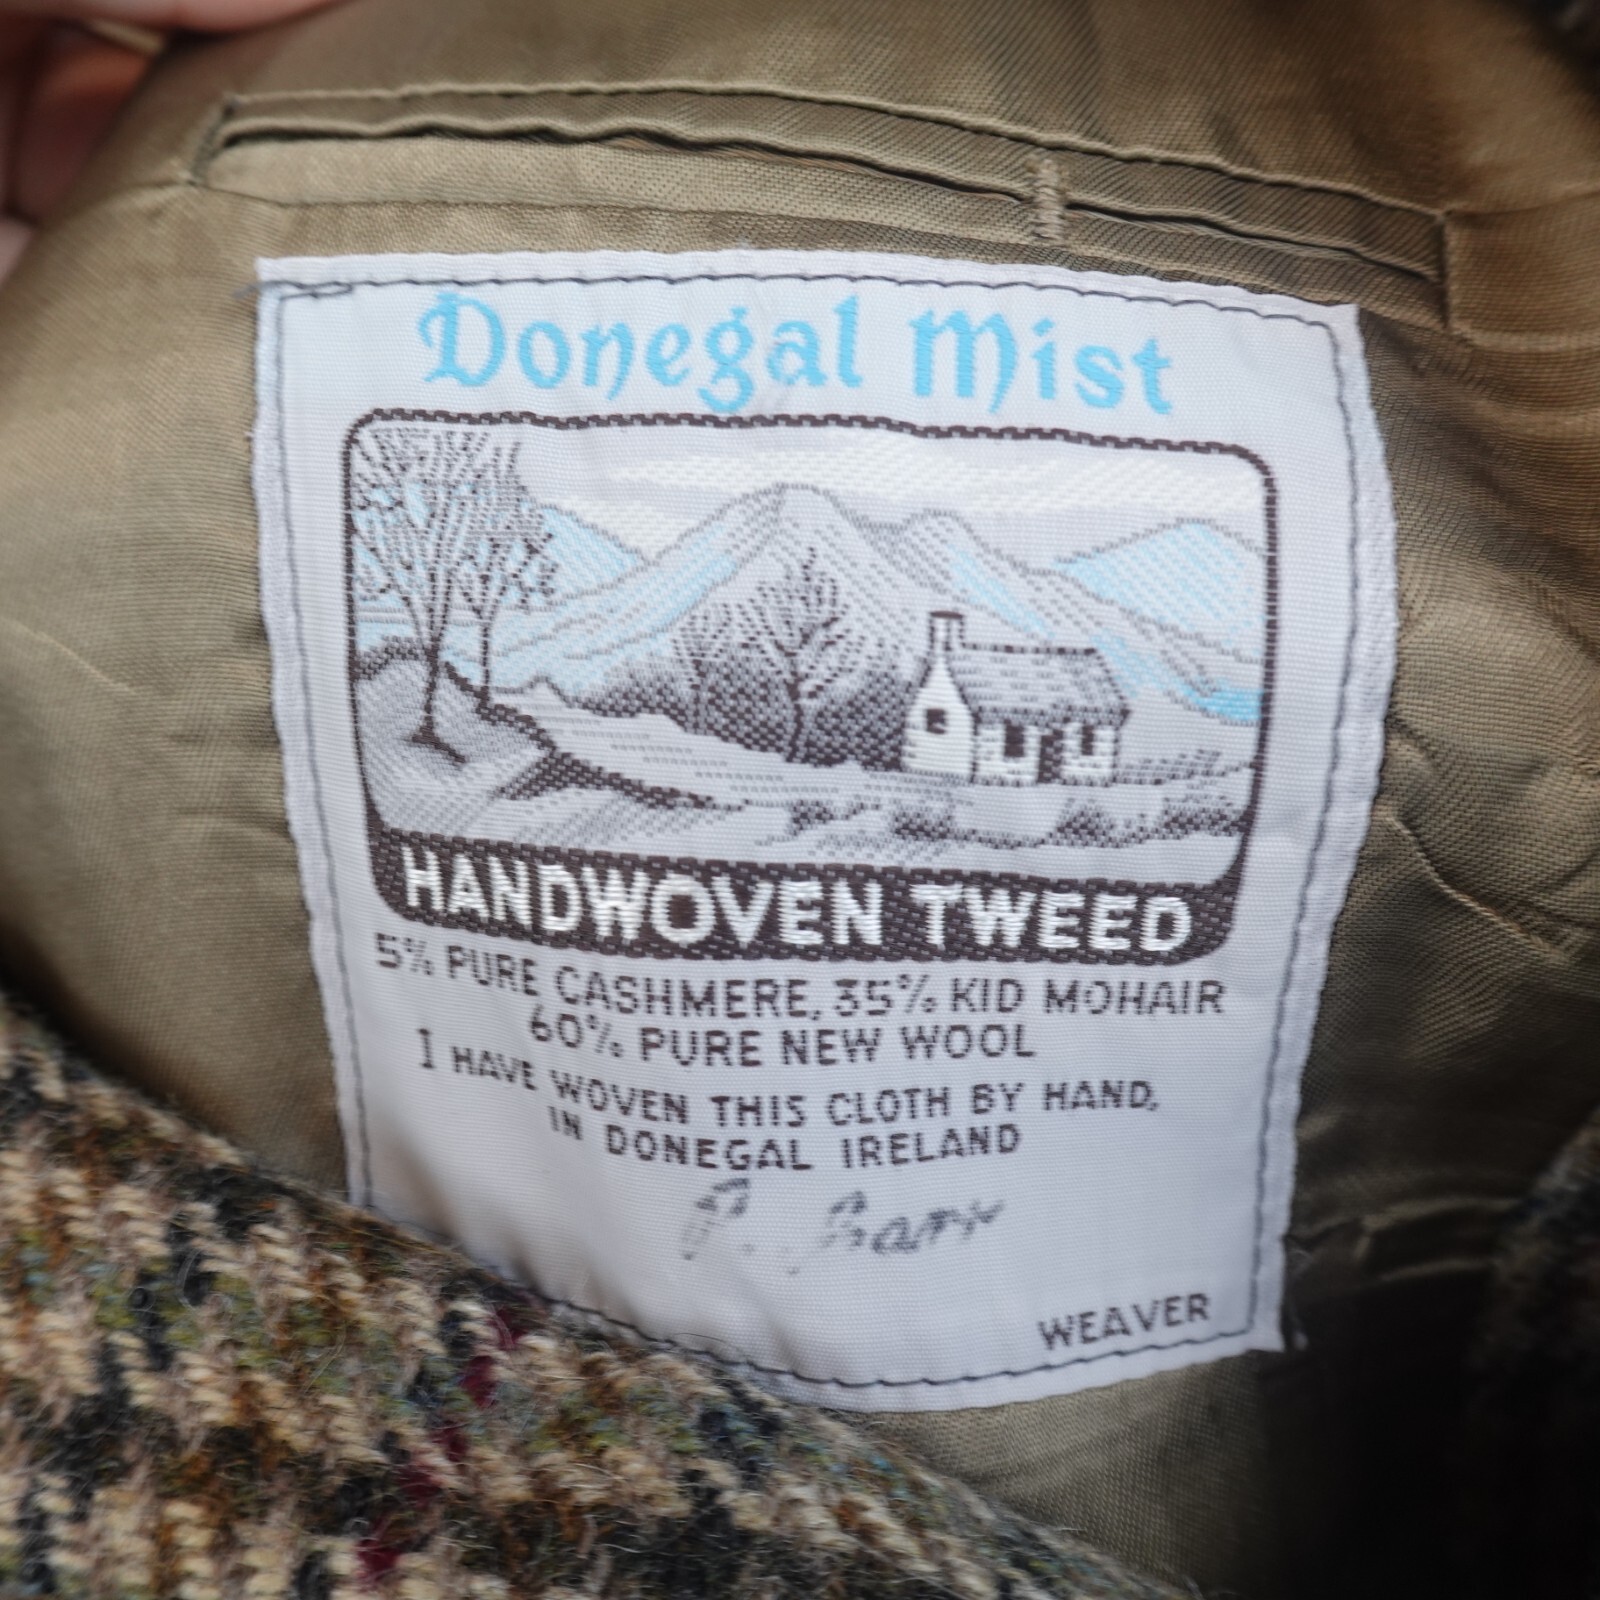 Donegal Mist
HANDWOVEN TWEED
5% PURE CASHMERE, 35% KID MOHAIR
60% PURE NEW WOOL
I HAVE WOVEN THIS CLOTH BY HAND,
IN DONEGAL IRELAND
WEAVER